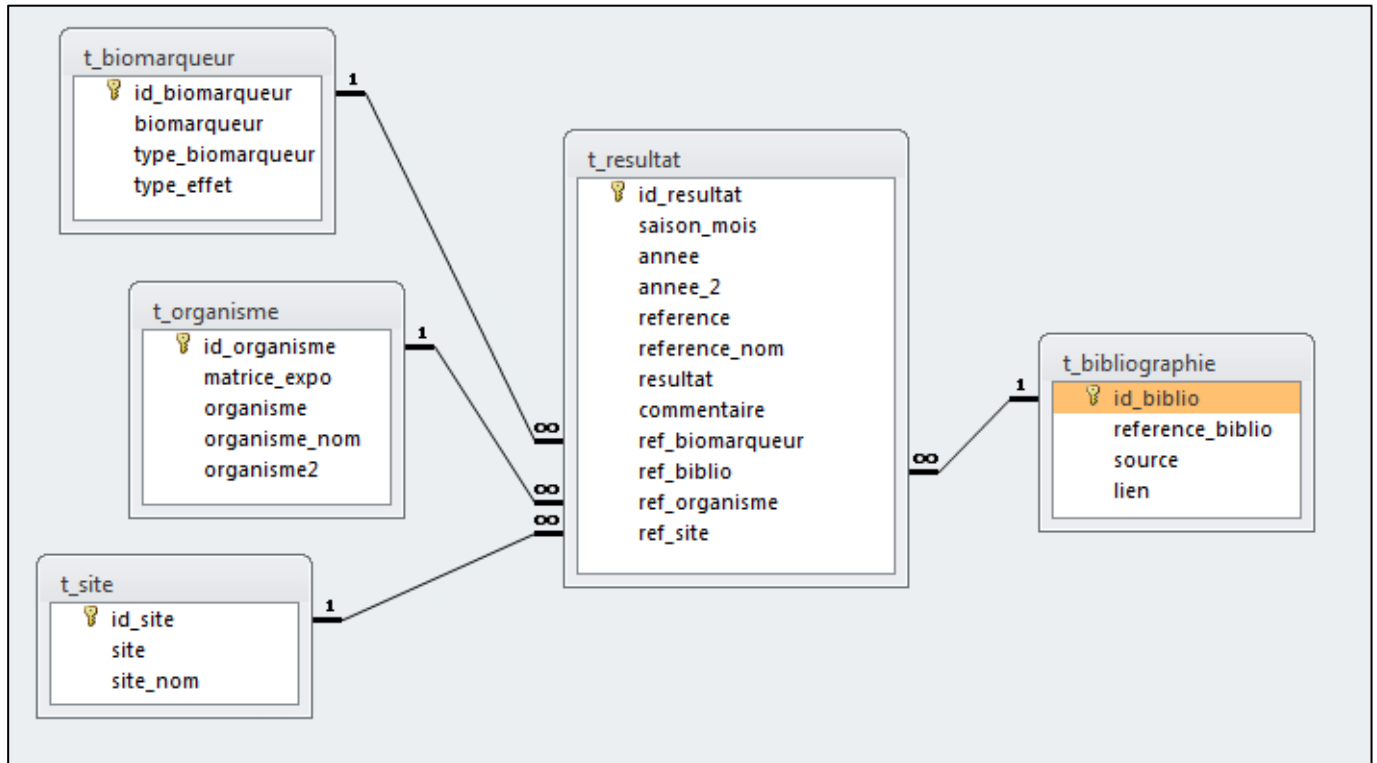 t_biomarqueur
id_biomarqueur
biomarqueur
type_biomarqueur
type_effet
1
t_organisme
id_organisme
matrice_expo
organisme
organisme_nom
organisme2
1
t_site
id_site
site
site_nom
1
t_resultat
id_resultat
saison_mois
annee
annee_2
reference
reference_nom
resultat
commentaire
ref_biomarqueur
ref_biblio
ref_organisme
ref_site
∞
∞
∞
∞
t_bibliographie
1
id_biblio
reference_biblio
source
lien